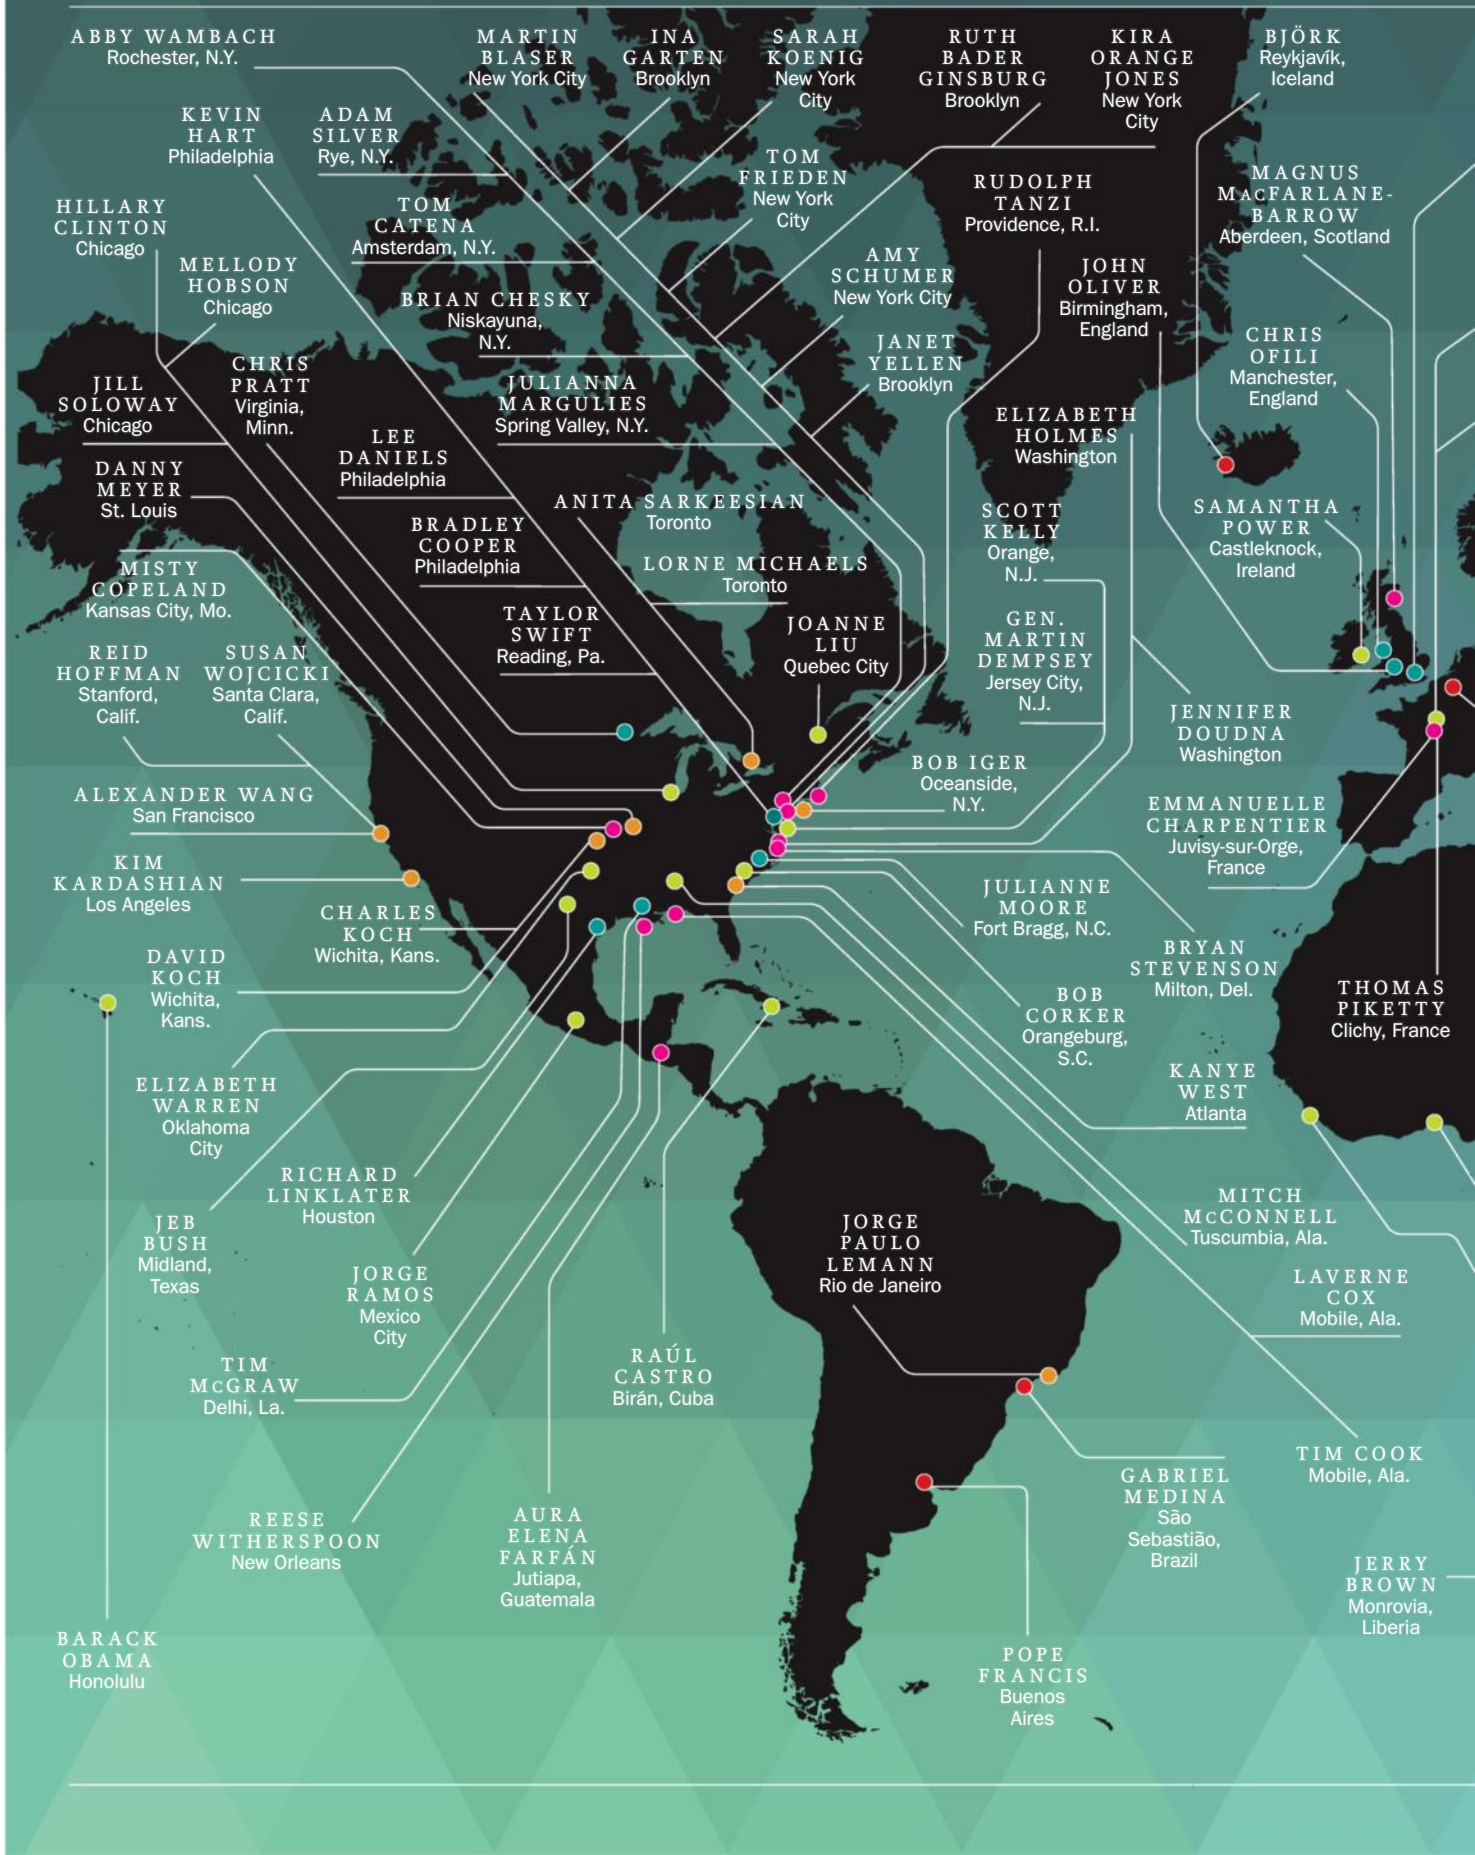 ABBY WAMBACH
Rochester, N.Y.
MARTIN
BLASER
New York City
INA
GARTEN
Brooklyn
SARAH
KOENIG
New York
City
RUTH
BADER
GINSBURG
Brooklyn
KIRA
ORANGE
JONES
New York
City
BJÖRK
Reykjavík,
Iceland
KEVIN
HART
Philadelphia
ADAM
SILVER
Rye, N.Y.
TOM
FRIEDEN
New York
City
RUDOLPH
TANZI
Providence, R.I.
MAGNUS
MACFARLANE-
BARROW
Aberdeen, Scotland
HILLARY
CLINTON
Chicago
TOM
CATENA
Amsterdam, N.Y.
MELLODY
HOBSON
Chicago
AMY
SCHUMER
New York City
JOHN
OLIVER
Birmingham,
England
BRIAN CHESKY
Niskayuna,
N.Y.
JANET
YELLEN
Brooklyn
CHRIS
OFILI
Manchester,
England
CHRIS
PRATT
Virginia,
Minn.
JILL
SOLOWAY
Chicago
JULIANNA
MARGULIES
Spring Valley, N.Y.
ELIZABETH
HOLMES
Washington
LEE
DANIELS
Philadelphia
DANNY
MEYER
St. Louis
ANITA SARKEESIAN
Toronto
SCOTT
KELLY
Orange,
N.J.
SAMANTHA
POWER
Castleknock,
Ireland
BRADLEY
COOPER
Philadelphia
LORNE MICHAELS
Toronto
MISTY
COPELAND
Kansas City, Mo.
TAYLOR
SWIFT
Reading, Pa.
JOANNE
LIU
Quebec City
GEN.
MARTIN
DEMPSEY
Jersey City,
N.J.
REID
HOFFMAN
Stanford,
Calif.
SUSAN
WOJCICKI
Santa Clara,
Calif.
JENNIFER
DOUDNA
Washington
BOB IGER
Oceanside,
N.Y.
ALEXANDER WANG
San Francisco
EMMANUELLE
CHARPENTIER
Juvisy-sur-Orge,
France
KIM
KARDASHIAN
Los Angeles
JULIANNE
MOORE
Fort Bragg, N.C.
CHARLES
KOCH
Wichita, Kans.
BRYAN
STEVENSON
Milton, Del.
DAVID
KOCH
Wichita,
Kans.
BOB
CORKER
Orangeburg,
S.C.
THOMAS
PIKETTY
Clichy, France
ELIZABETH
WARREN
Oklahoma
City
KANYE
WEST
Atlanta
RICHARD
LINKLATER
Houston
MITCH
MCCONNELL
Tuscumbia, Ala.
JEB
BUSH
Midland,
Texas
JORGE
PAULO
LEMANN
Rio de Janeiro
JORGE
RAMOS
Mexico
City
LAVERNE
COX
Mobile, Ala.
TIM
MCGRAW
Delhi, La.
RAÚL
CASTRO
Birán, Cuba
TIM COOK
Mobile, Ala.
GABRIEL
MEDINA
São
Sebastião,
Brazil
REESE
WITHERSPOON
New Orleans
AURA
ELENA
FARFÁN
Jutiapa,
Guatemala
JERRY
BROWN
Monrovia,
Liberia
BARACK
OBAMA
Honolulu
POPE
FRANCIS
Buenos
Aires